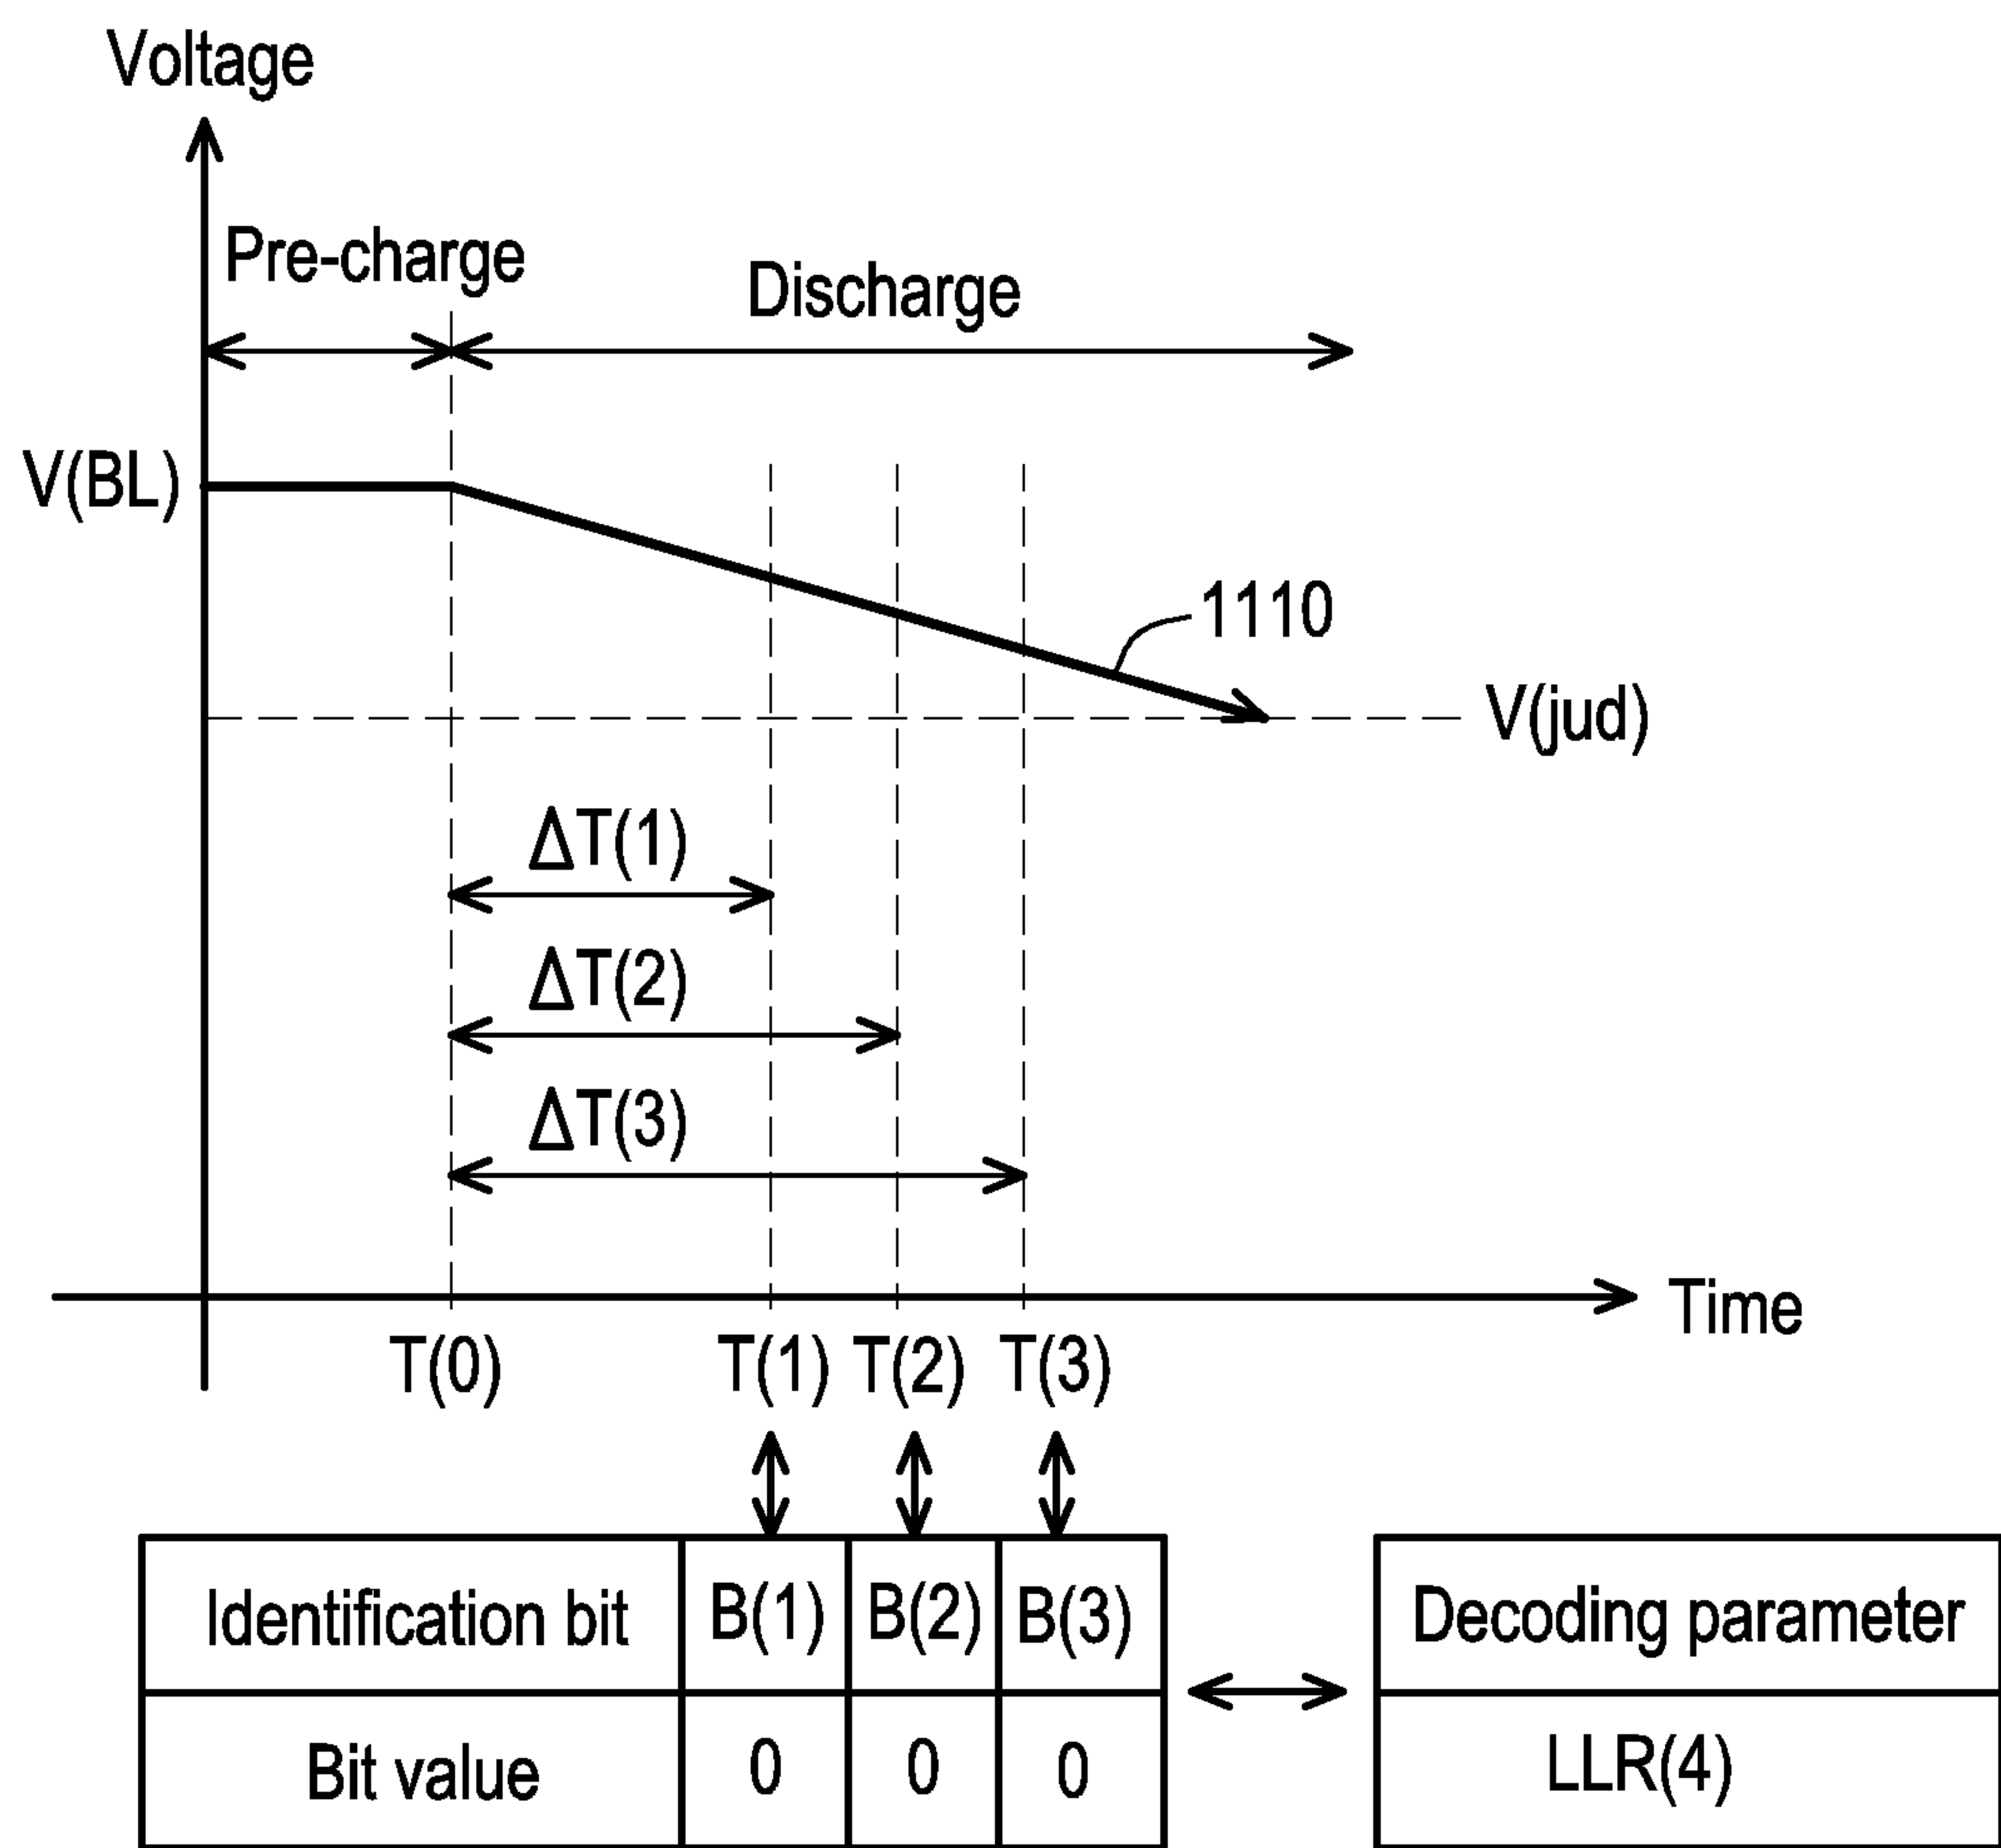 Voltage
Pre-charge
Discharge
V(BL)
1110
V(jud)
ΔT(1)
ΔT(2)
ΔT(3)
Time
T(0) T(1) T(2) T(3)
Identification bit B(1) B(2) B(3) Decoding parameter
Bit value 0 0 0 LLR(4)